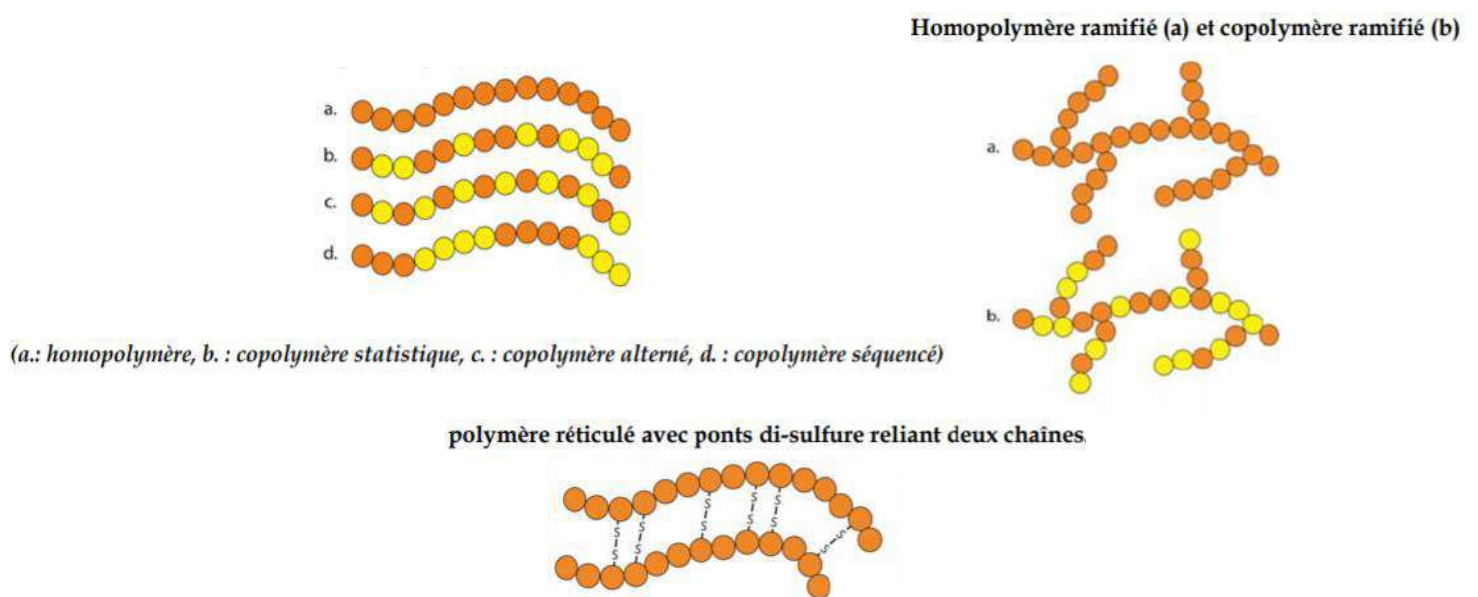 Homopolymère ramifié (a) et copolymère ramifié (b)
a.
b.
c.
d.
(a.: homopolymère, b. : copolymère statistique, c. : copolymère alterné, d. : copolymère séquencé)
a.
b.
polymère réticulé avec ponts di-sulfure reliant deux chaînes.
S S S S S S
S S S S S S